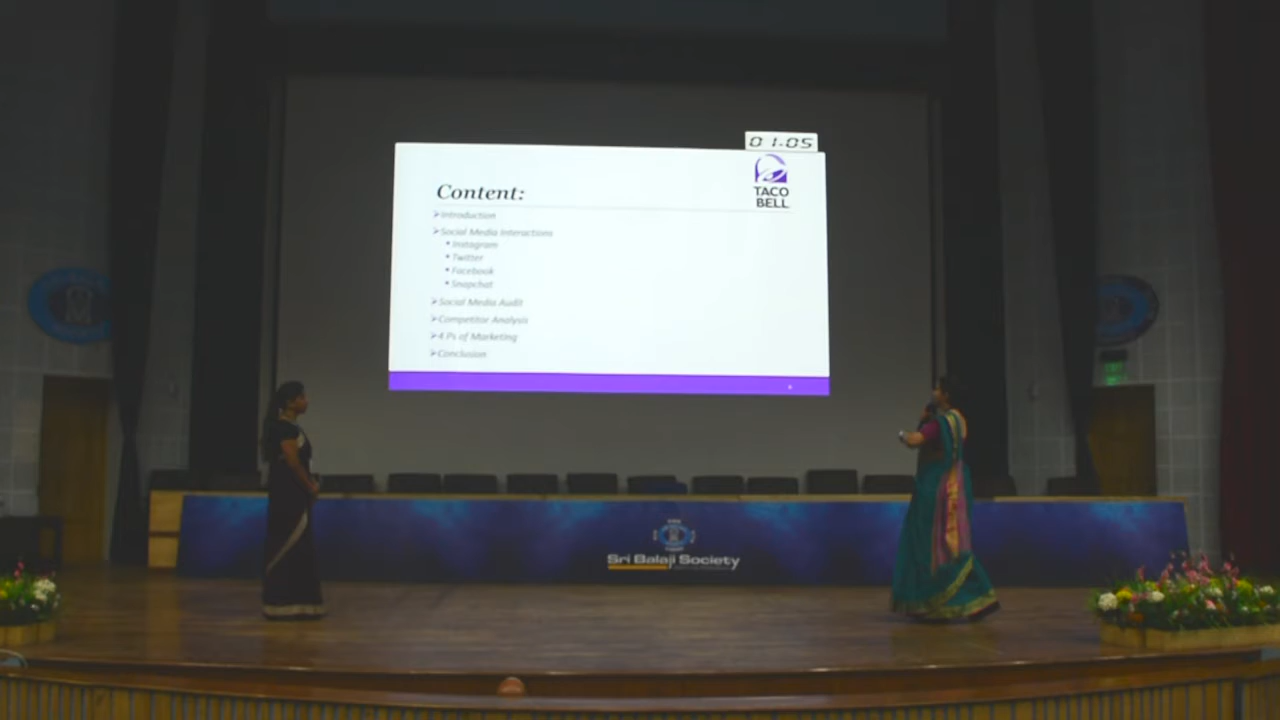 01:05
TACO
BELL
Content:
Introduction
Social Media Interactions
Instagram
Twitter
Facebook
Snapchat
Social Media Audit
Competitor Analysis
4 Ps of Marketing
Conclusion
Sri Balaji Society